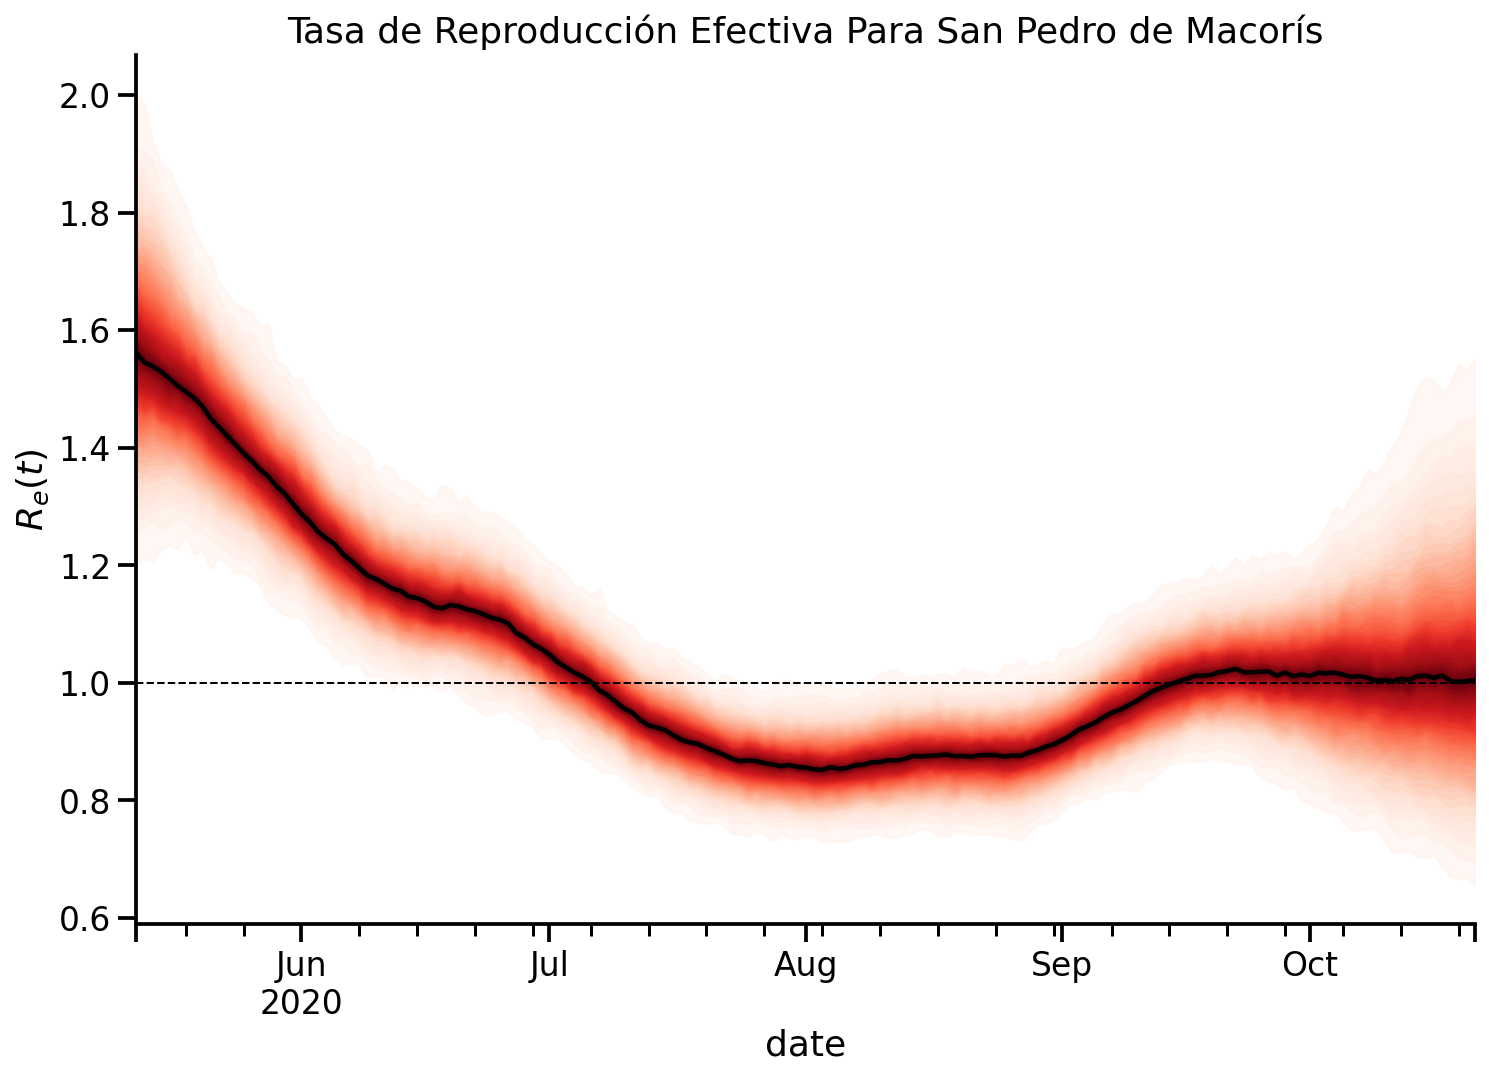 Tasa de Reproducción Efectiva Para San Pedro de Macorís
2.0
1.8
1.6
1.4
1.2
1.0
0.8
0.6
Rₑ(t)
Jun Jul Aug Sep Oct
2020
date